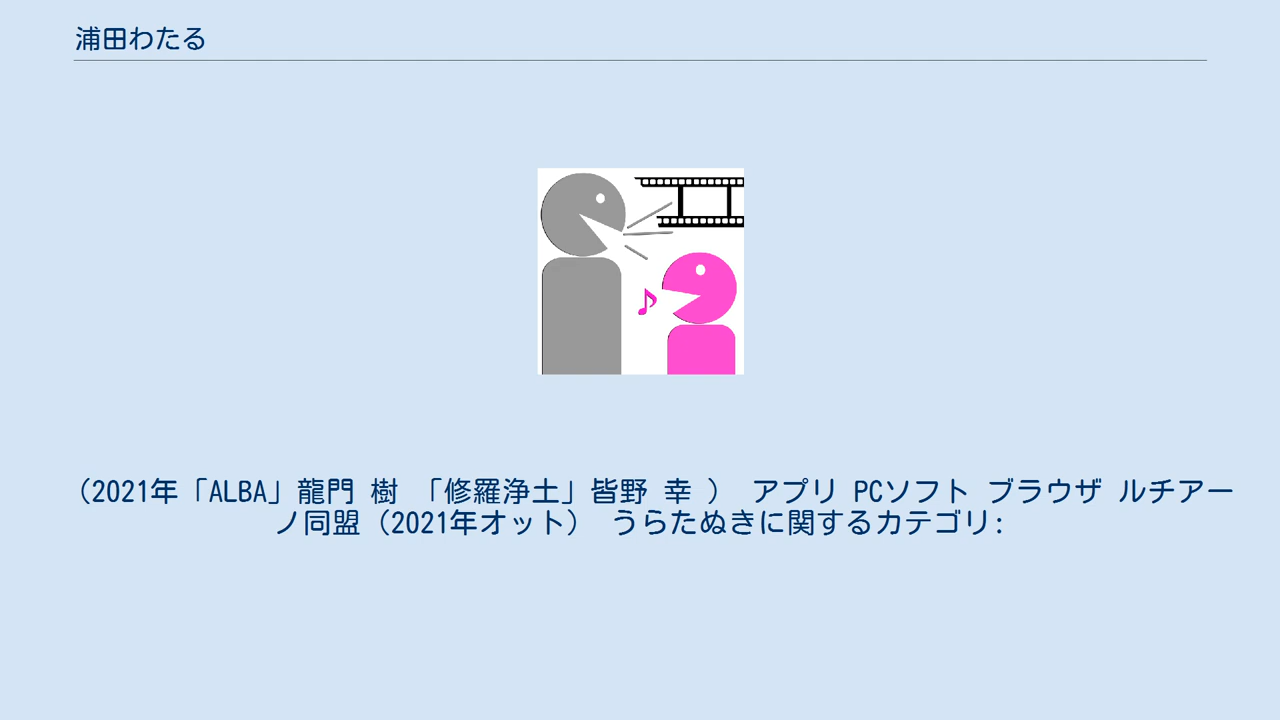 浦田わたる
（2021年「ALBA」龍門 樹 「修羅浄土」皆野 幸 ） アプリ PCソフト ブラウザ ルチアー
ノ同盟（2021年オット） うらたぬきに関するカテゴリ: